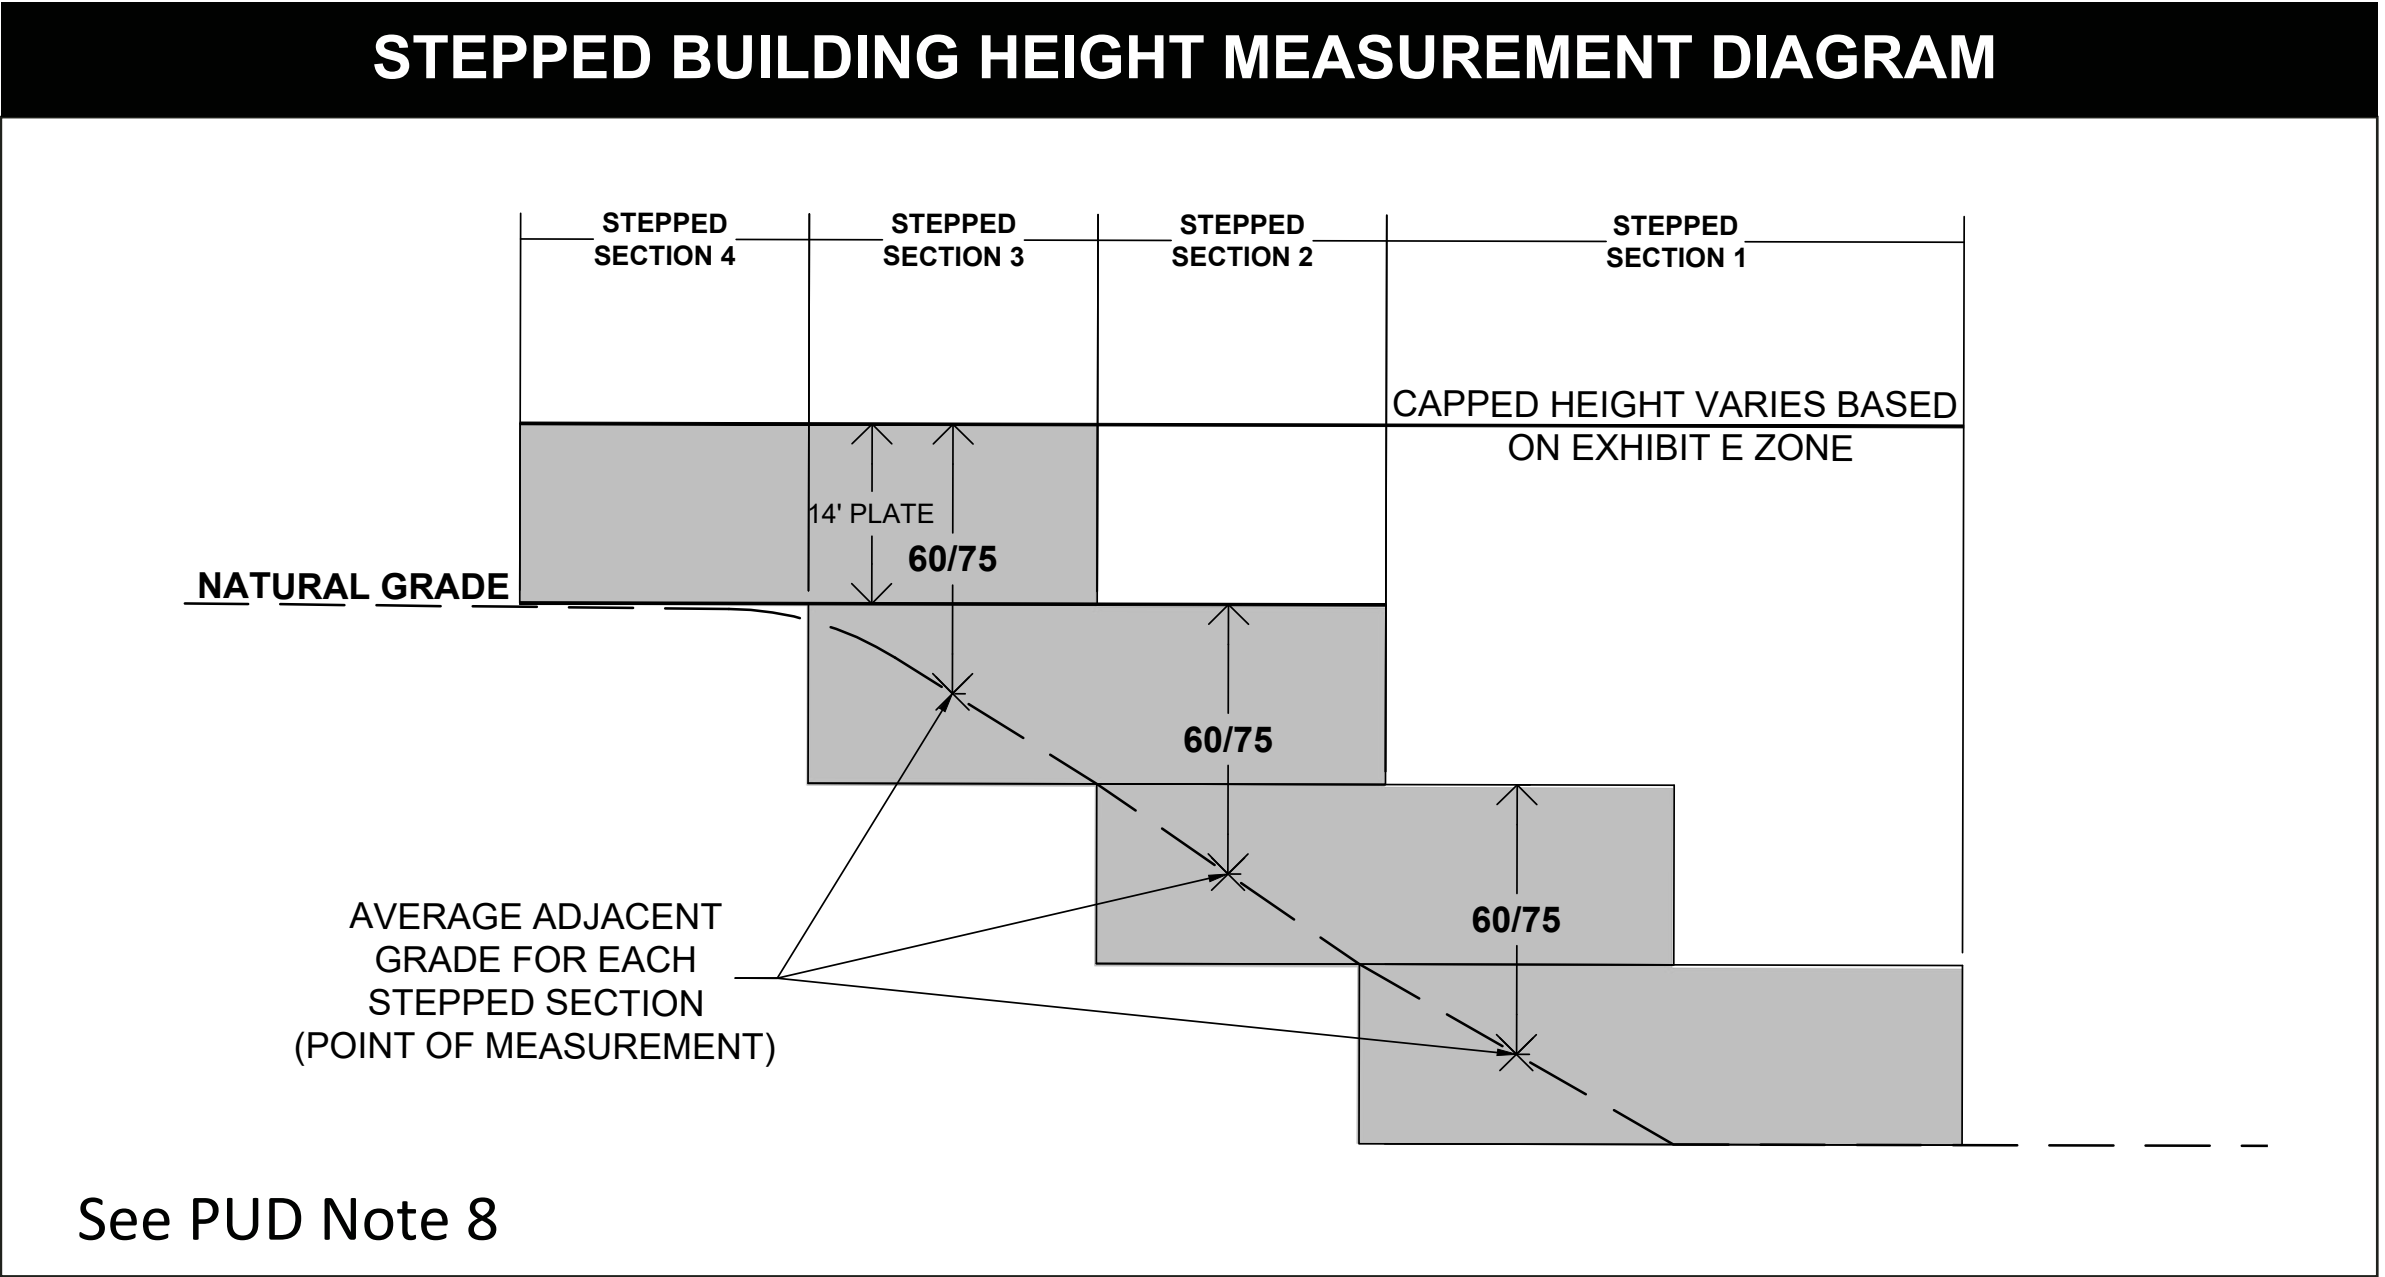 STEPPED BUILDING HEIGHT MEASUREMENT DIAGRAM
STEPPED
SECTION 4
STEPPED
SECTION 3
STEPPED
SECTION 2
STEPPED
SECTION 1
CAPPED HEIGHT VARIES BASED
ON EXHIBIT E ZONE
14' PLATE
60/75
NATURAL GRADE
60/75
60/75
AVERAGE ADJACENT
GRADE FOR EACH
STEPPED SECTION
(POINT OF MEASUREMENT)
See PUD Note 8